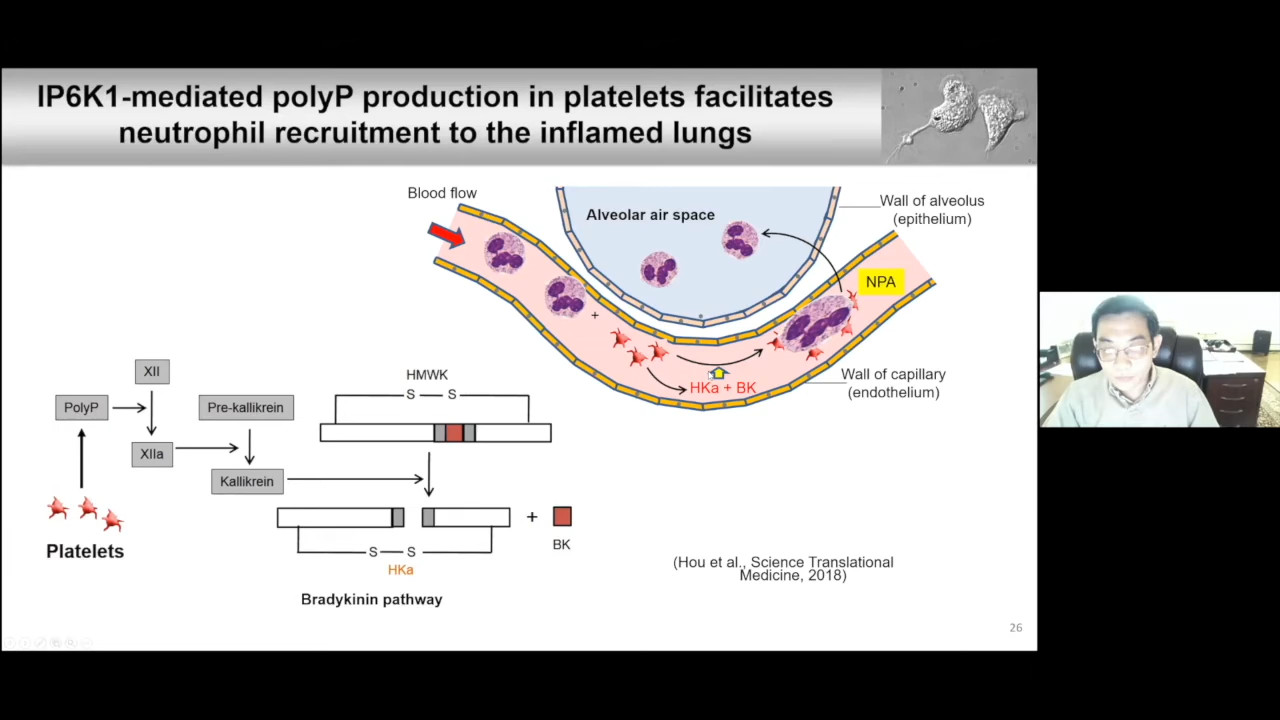 IP6K1-mediated polyP production in platelets facilitates
neutrophil recruitment to the inflamed lungs
Blood flow
Alveolar air space
Wall of alveolus
(epithelium)
NPA
+
HKa + BK
Wall of capillary
(endothelium)
XII
PolyP
Pre-kallikrein
XIIa
Kallikrein
HMWK
S S
+
BK
S S
HKa
Platelets
Bradykinin pathway
(Hou et al., Science Translational
Medicine, 2018)
26